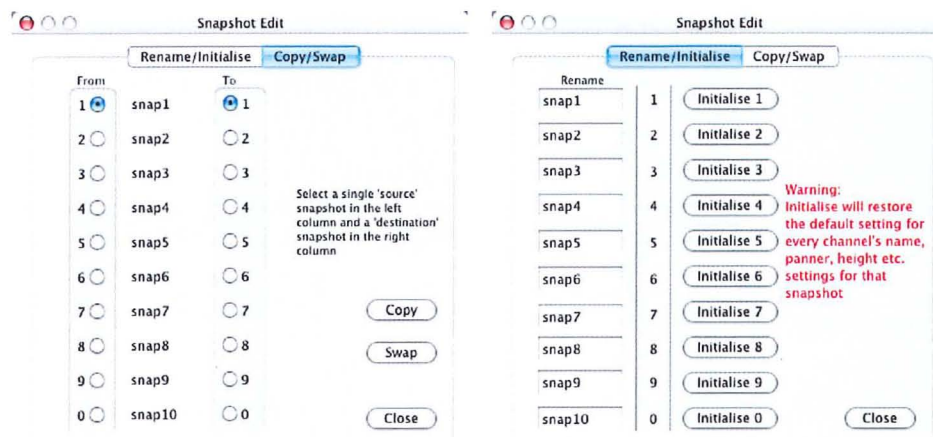 Snapshot Edit
Rename/Initialise Copy/Swap
From To
1 snap1 1
2 snap2 2
3 snap3 3
4 snap4 4
5 snap5 5
6 snap6 6
7 snap7 7
8 snap8 8
9 snap9 9
0 snap10 0
Select a single 'source'
snapshot in the left
column and a 'destination'
snapshot in the right
column
Copy
Swap
Close
Snapshot Edit
Rename/Initialise Copy/Swap
Rename
snap1 1 Initialise 1
snap2 2 Initialise 2
snap3 3 Initialise 3
snap4 4 Initialise 4
snap5 5 Initialise 5
snap6 6 Initialise 6
snap7 7 Initialise 7
snap8 8 Initialise 8
snap9 9 Initialise 9
snap10 0 Initialise 0
Warning:
Initialise will restore
the default setting for
every channel's name,
panner, height etc.
settings for that
snapshot
Close